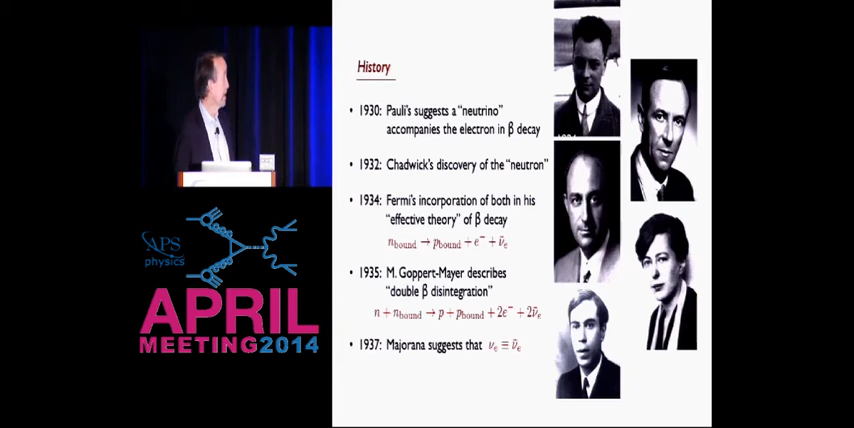 History
• 1930: Pauli's suggests a "neutrino"
accompanies the electron in β decay
• 1932: Chadwick's discovery of the "neutron"
• 1934: Fermi's incorporation of both in his
"effective theory" of β decay
n_bound → p_bound + e⁻ + ν̄_e
• 1935: M. Goppert-Mayer describes
"double β disintegration"
n + n_bound → p + p_bound + 2e⁻ + 2ν̄_e
• 1937: Majorana suggests that ν_e ≡ ν̄_e
APS
physics
APRIL
MEETING2014